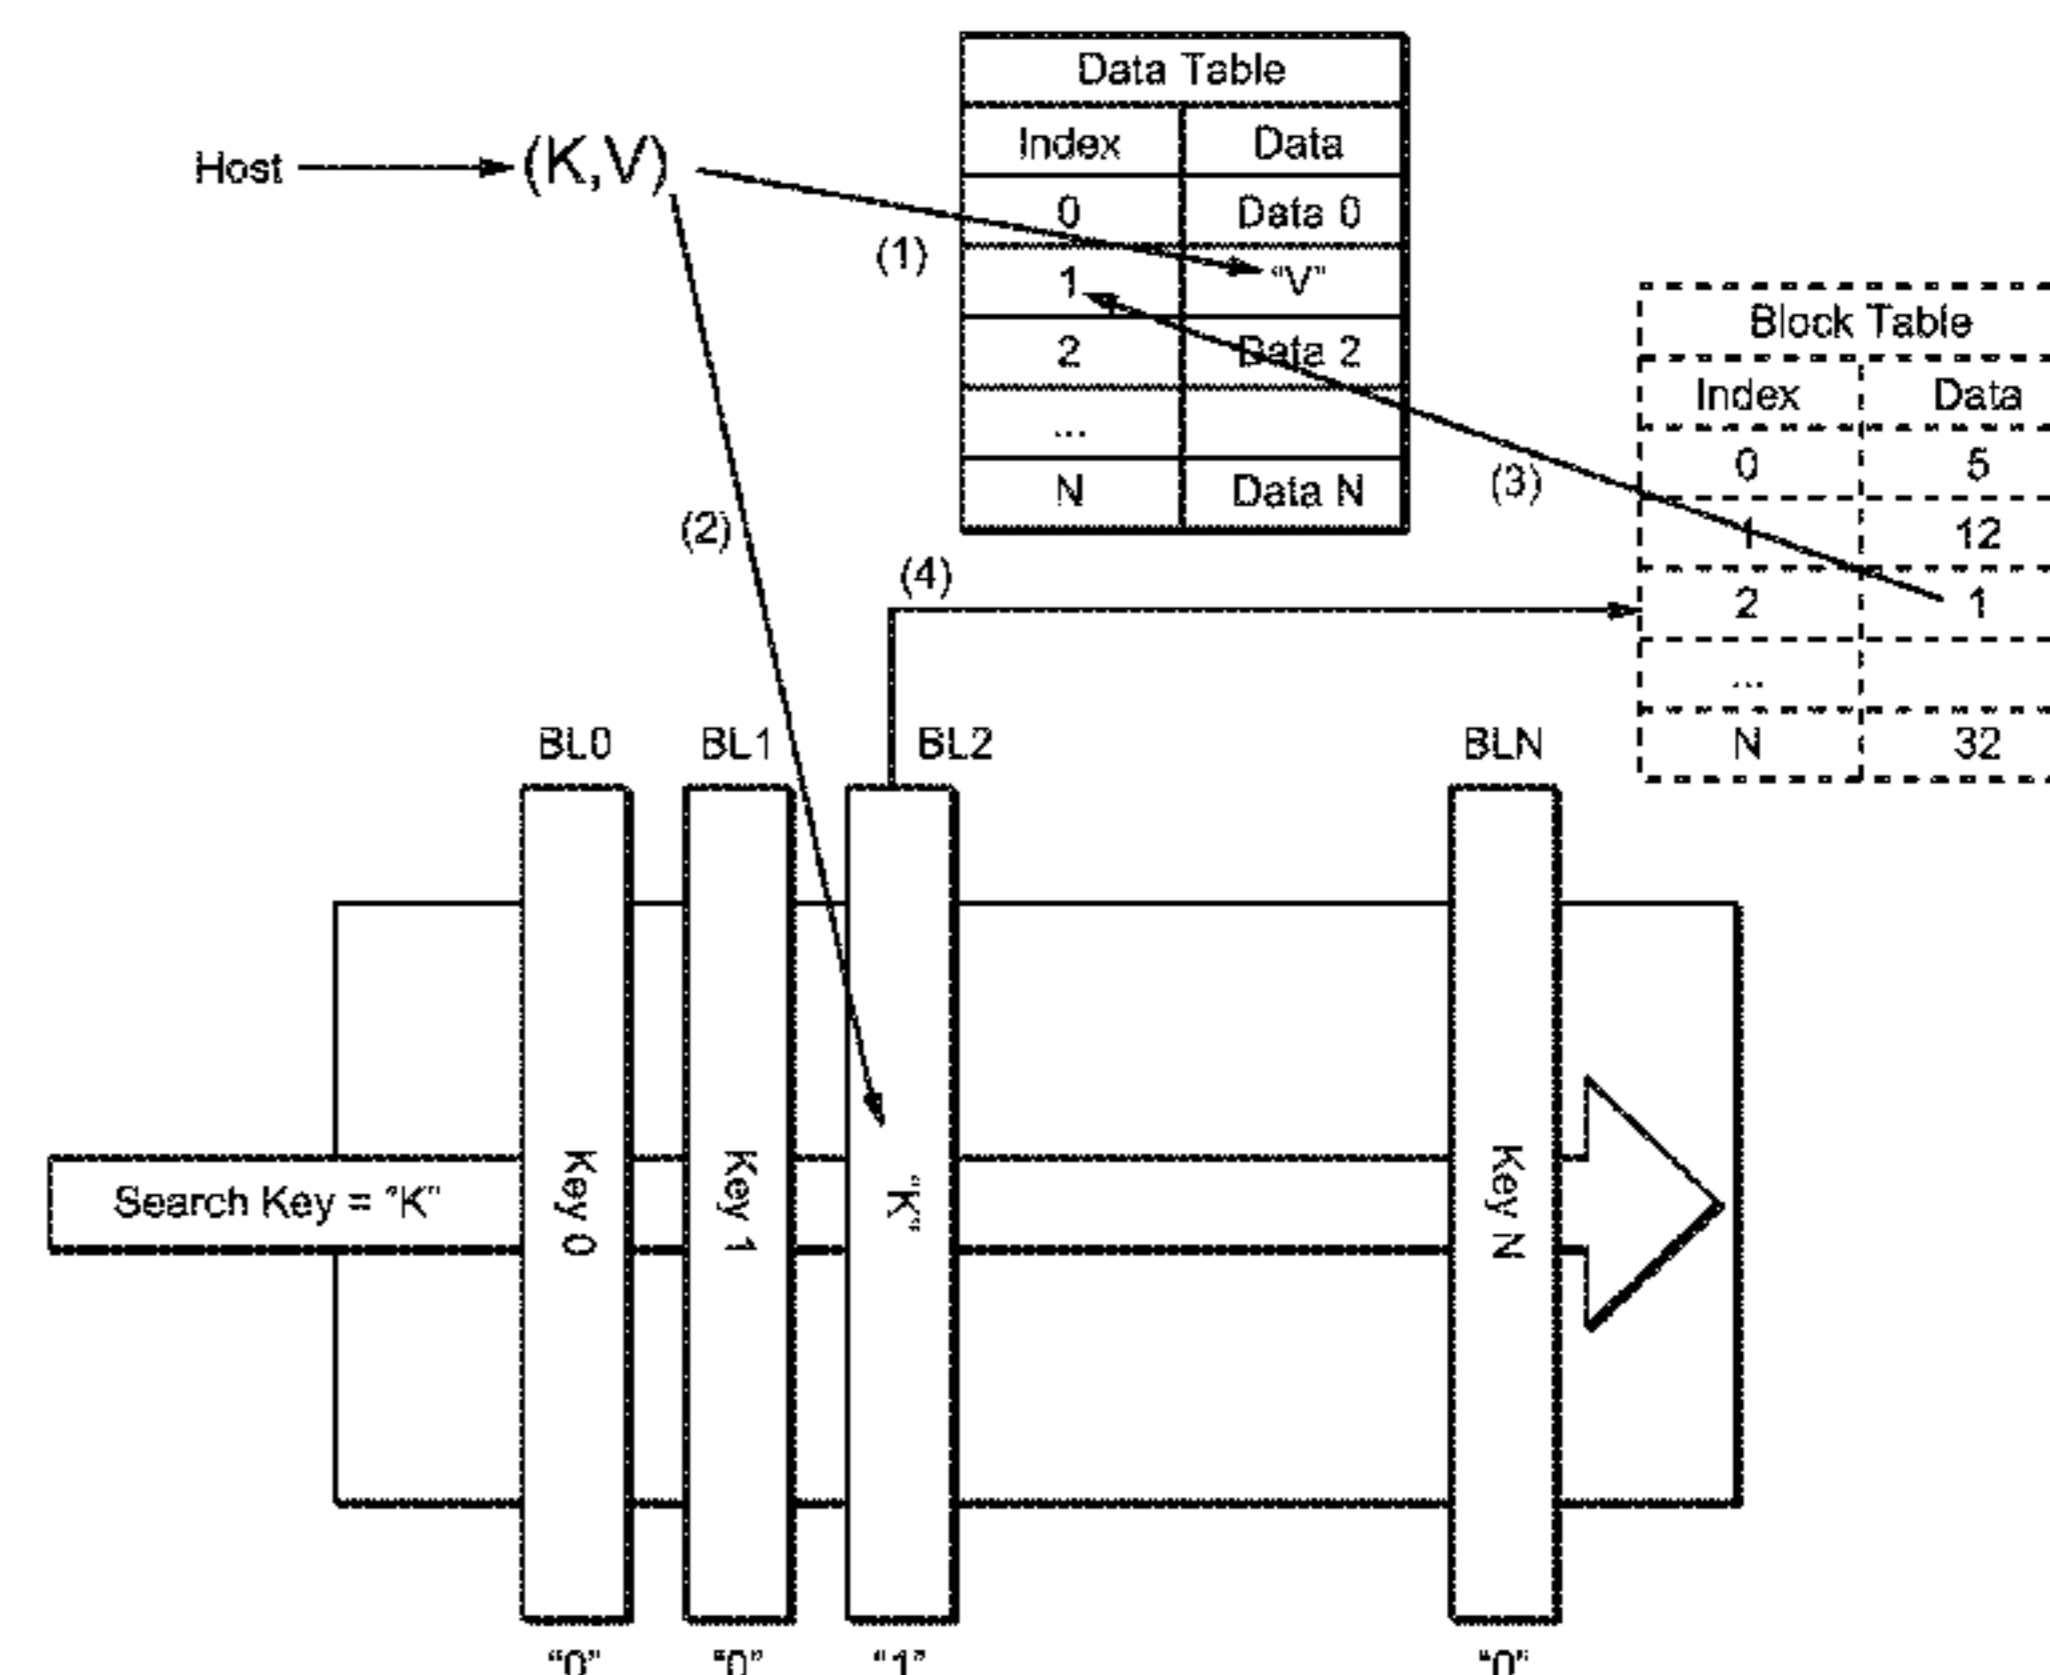 Data Table
Index Data
0 Data 0
1 "V"
2 Data 2
...
N Data N
Host (K,V)
(1)
(2)
(3)
(4)
Block Table
Index Data
0 5
1 12
2 1
...
N 32
BL0 BL1 BL2 BLN
Search Key = "K"
Key 0
Key 1
"K"
Key N
"0" "0" "1" "0"